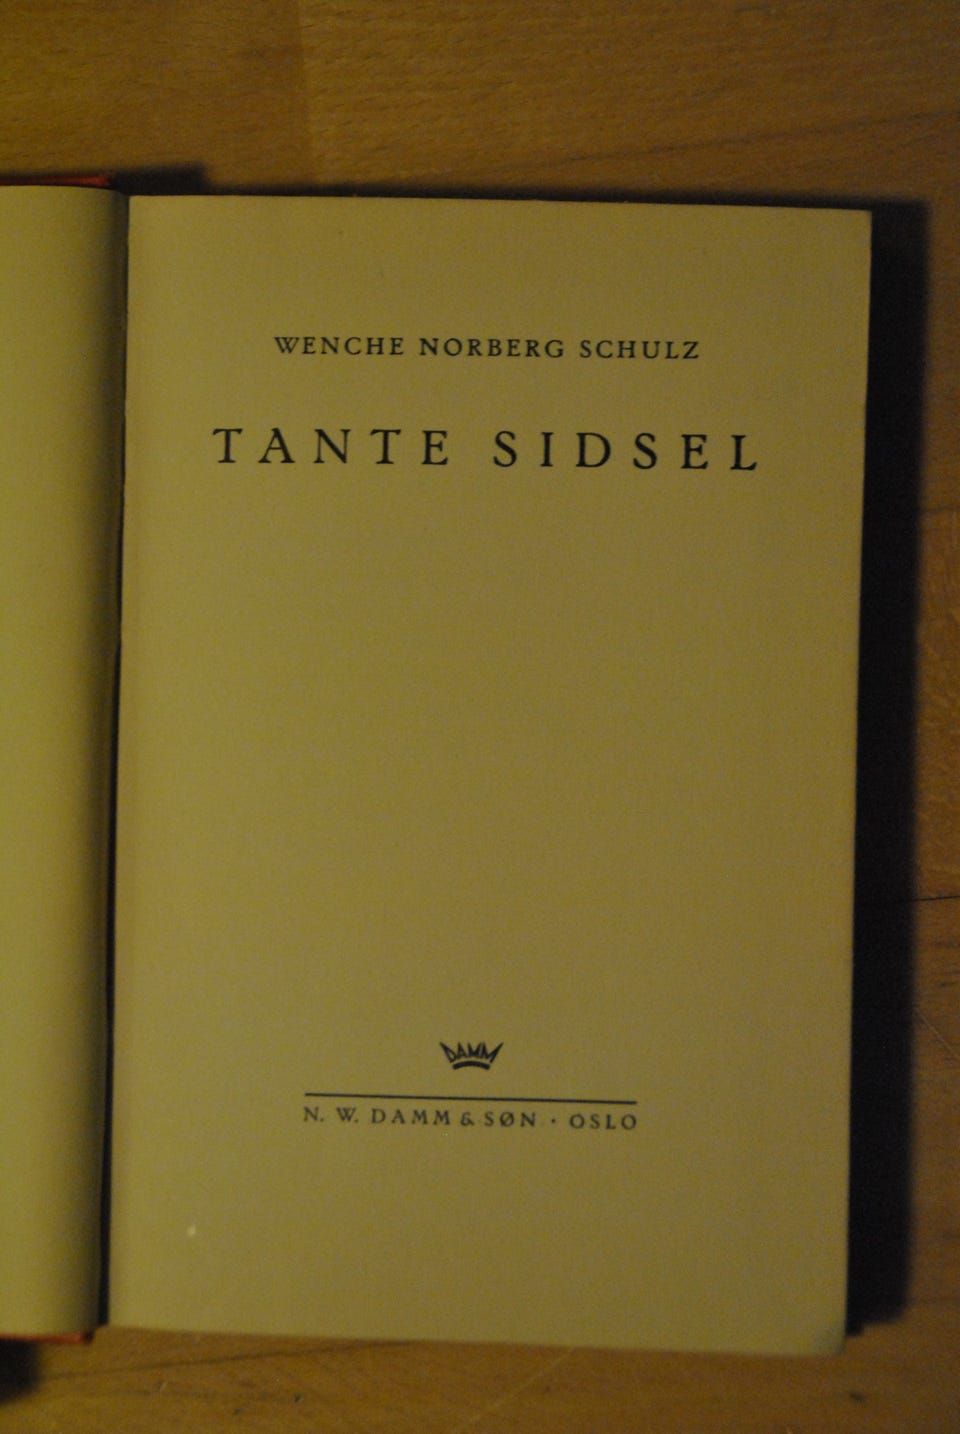 WENCHE NORBERG SCHULZ
TANTE SIDSEL
DAMM
N. W. DAMM & SØN · OSLO